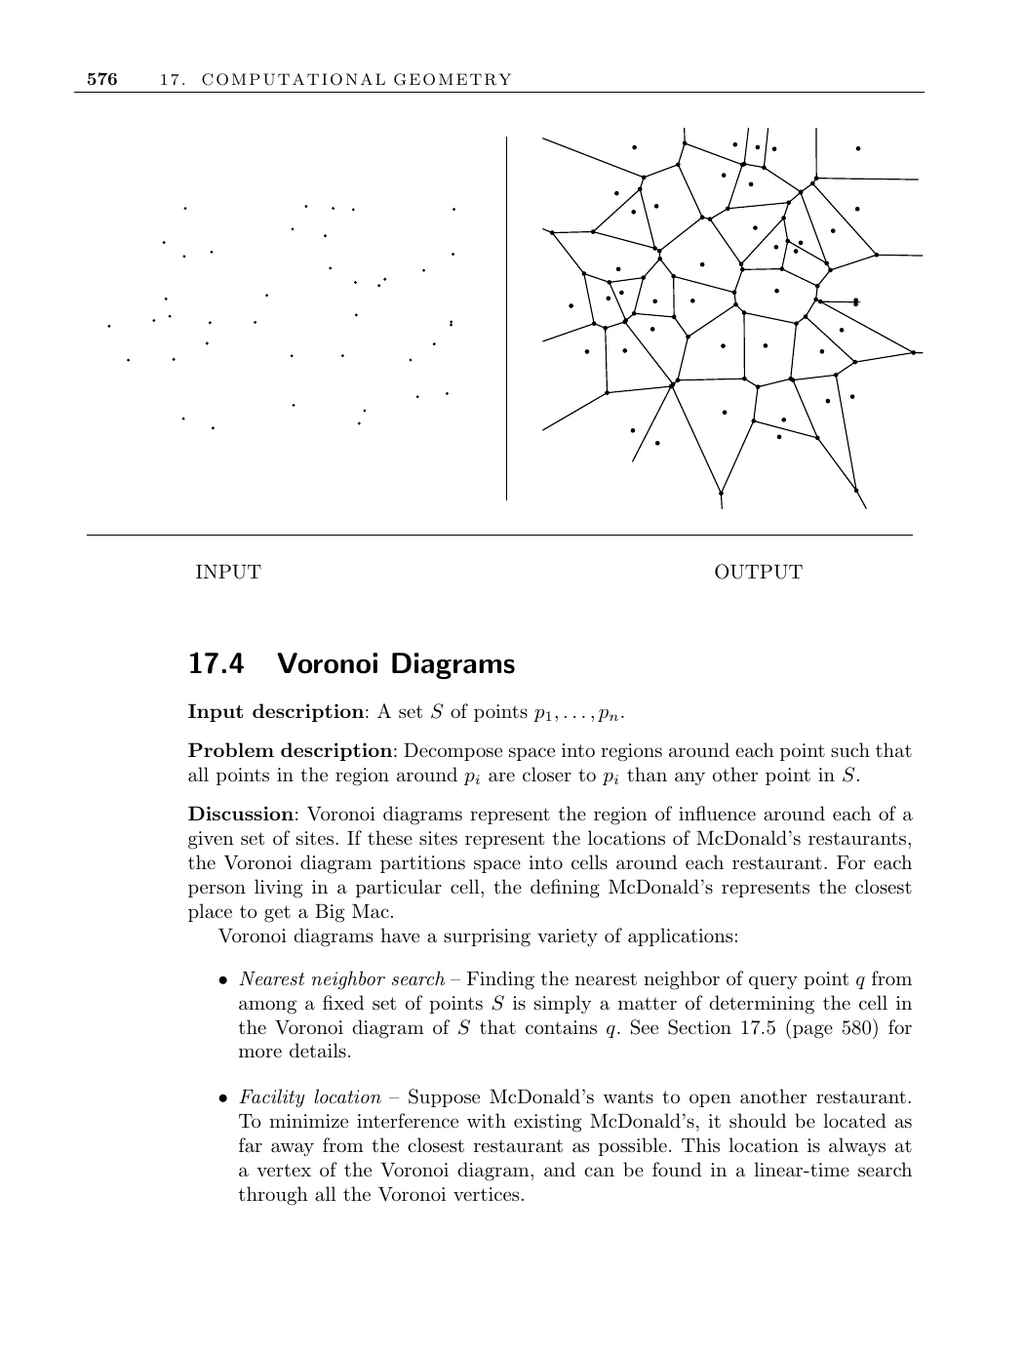 576 17. COMPUTATIONAL GEOMETRY
INPUT OUTPUT
17.4 Voronoi Diagrams
Input description: A set S of points p₁, . . . , pₙ.
Problem description: Decompose space into regions around each point such that
all points in the region around pᵢ are closer to pᵢ than any other point in S.
Discussion: Voronoi diagrams represent the region of influence around each of a
given set of sites. If these sites represent the locations of McDonald's restaurants,
the Voronoi diagram partitions space into cells around each restaurant. For each
person living in a particular cell, the defining McDonald's represents the closest
place to get a Big Mac.
Voronoi diagrams have a surprising variety of applications:
• Nearest neighbor search – Finding the nearest neighbor of query point q from
among a fixed set of points S is simply a matter of determining the cell in
the Voronoi diagram of S that contains q. See Section 17.5 (page 580) for
more details.
• Facility location – Suppose McDonald's wants to open another restaurant.
To minimize interference with existing McDonald's, it should be located as
far away from the closest restaurant as possible. This location is always at
a vertex of the Voronoi diagram, and can be found in a linear-time search
through all the Voronoi vertices.